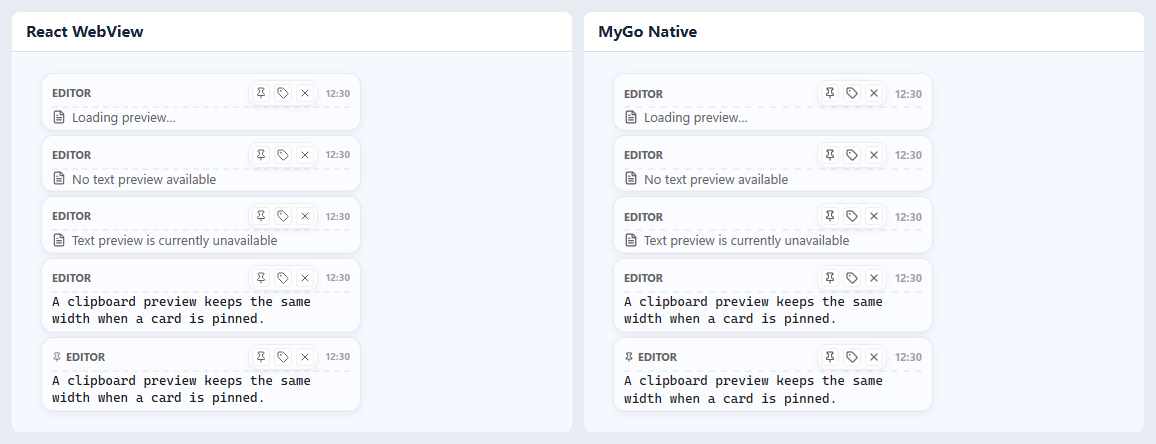 React WebView
EDITOR 12:30
Loading preview...
EDITOR 12:30
No text preview available
EDITOR 12:30
Text preview is currently unavailable
EDITOR 12:30
A clipboard preview keeps the same
width when a card is pinned.
EDITOR 12:30
A clipboard preview keeps the same
width when a card is pinned.
MyGo Native
EDITOR 12:30
Loading preview...
EDITOR 12:30
No text preview available
EDITOR 12:30
Text preview is currently unavailable
EDITOR 12:30
A clipboard preview keeps the same
width when a card is pinned.
EDITOR 12:30
A clipboard preview keeps the same
width when a card is pinned.